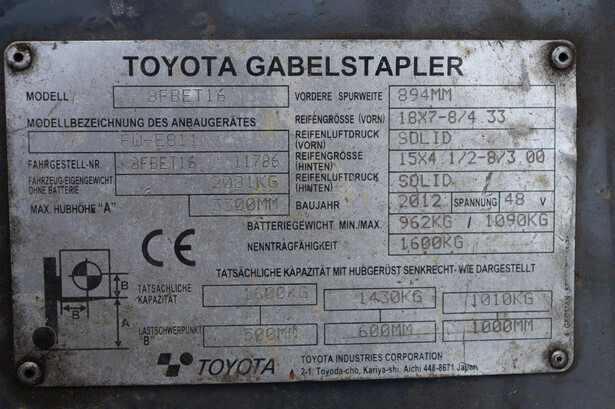 TOYOTA GABELSTAPLER
MODELL 8FBET16
VORDERE SPURWEITE 894MM
MODELLBEZEICHNUNG DES ANBAUGERÄTES
FW-E811
REIFENGRÖSSE (VORN) 18X7-8/4.33
REIFENLUFTDRUCK (VORN) SOLID
FAHRGESTELL-NR. 8FBET16 11786
REIFENGRÖSSE (HINTEN) 15X4.1/2-8/3.00
FAHRZEUG-EIGENGEWICHT OHNE BATTERIE 2081KG
REIFENLUFTDRUCK (HINTEN) SOLID
MAX. HUBHÖHE "A" 3300MM
BAUJAHR 2012 SPANNUNG 48 V
BATTERIEGEWICHT MIN./MAX. 962KG / 1090KG
NENNTRÄGFÄHIGKEIT 1600KG
CE
TATSÄCHLICHE KAPAZITÄT MIT HUBGERÜST SENKRECHT- WIE DARGESTELLT
B
B
A
TATSÄCHLICHE KAPAZITÄT 1600KG 1430KG 1010KG
LASTSCHWERPUNKT "B" 500MM 600MM 1000MM
TOYOTA
TOYOTA INDUSTRIES CORPORATION
2-1, Toyoda-cho, Kariya-shi, Aichi 448-8671 Japan
GERMAN